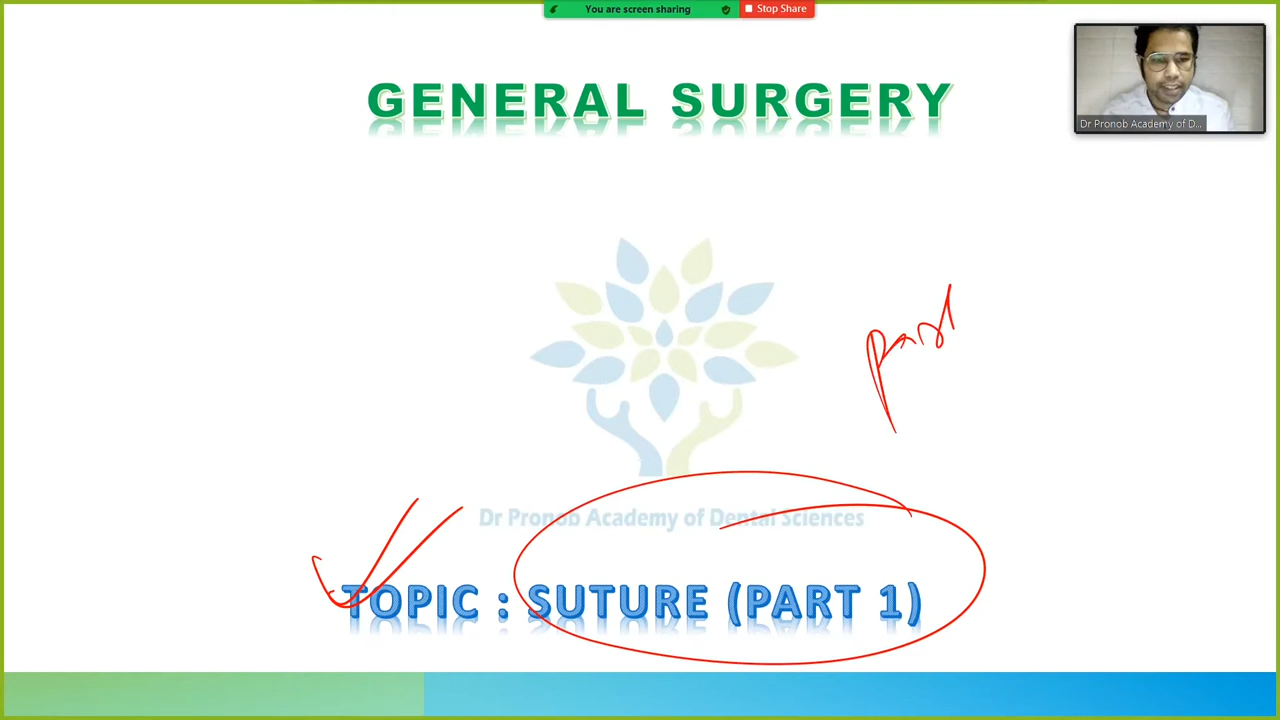 You are screen sharing
Stop Share
GENERAL SURGERY
Dr Pronob Academy of D...
part
Dr Pronob Academy of Dental Sciences
TOPIC : SUTURE (PART 1)